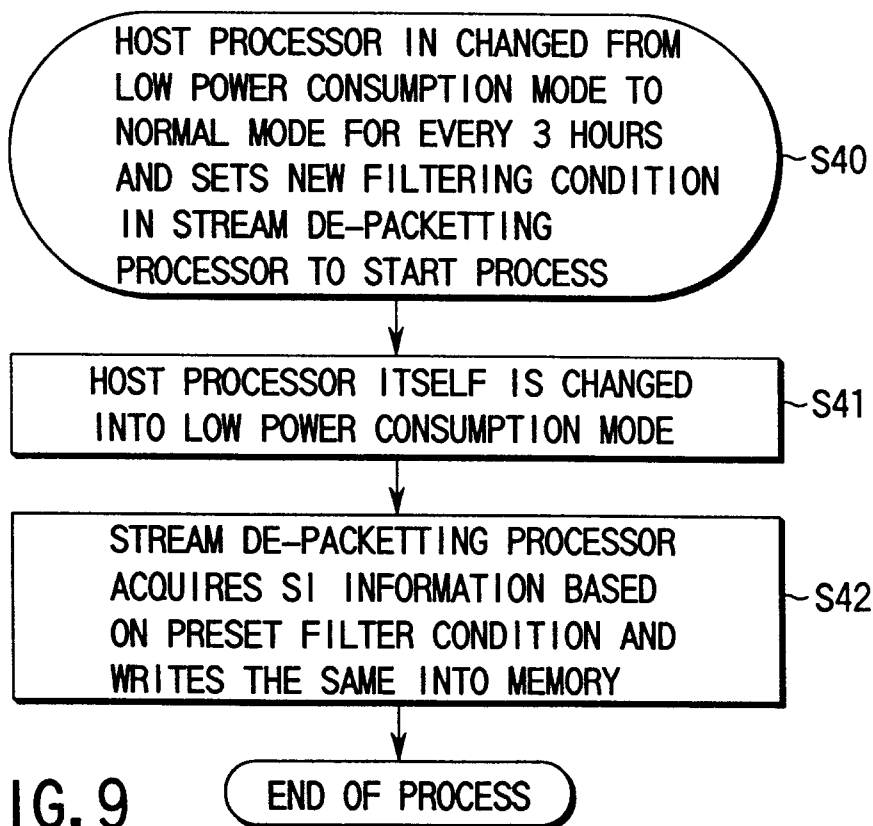 HOST PROCESSOR IN CHANGED FROM
LOW POWER CONSUMPTION MODE TO
NORMAL MODE FOR EVERY 3 HOURS
AND SETS NEW FILTERING CONDITION
IN STREAM DE-PACKETTING
PROCESSOR TO START PROCESS
S40
HOST PROCESSOR ITSELF IS CHANGED
INTO LOW POWER CONSUMPTION MODE
S41
STREAM DE-PACKETTING PROCESSOR
ACQUIRES SI INFORMATION BASED
ON PRESET FILTER CONDITION AND
WRITES THE SAME INTO MEMORY
S42
END OF PROCESS
IG. 9